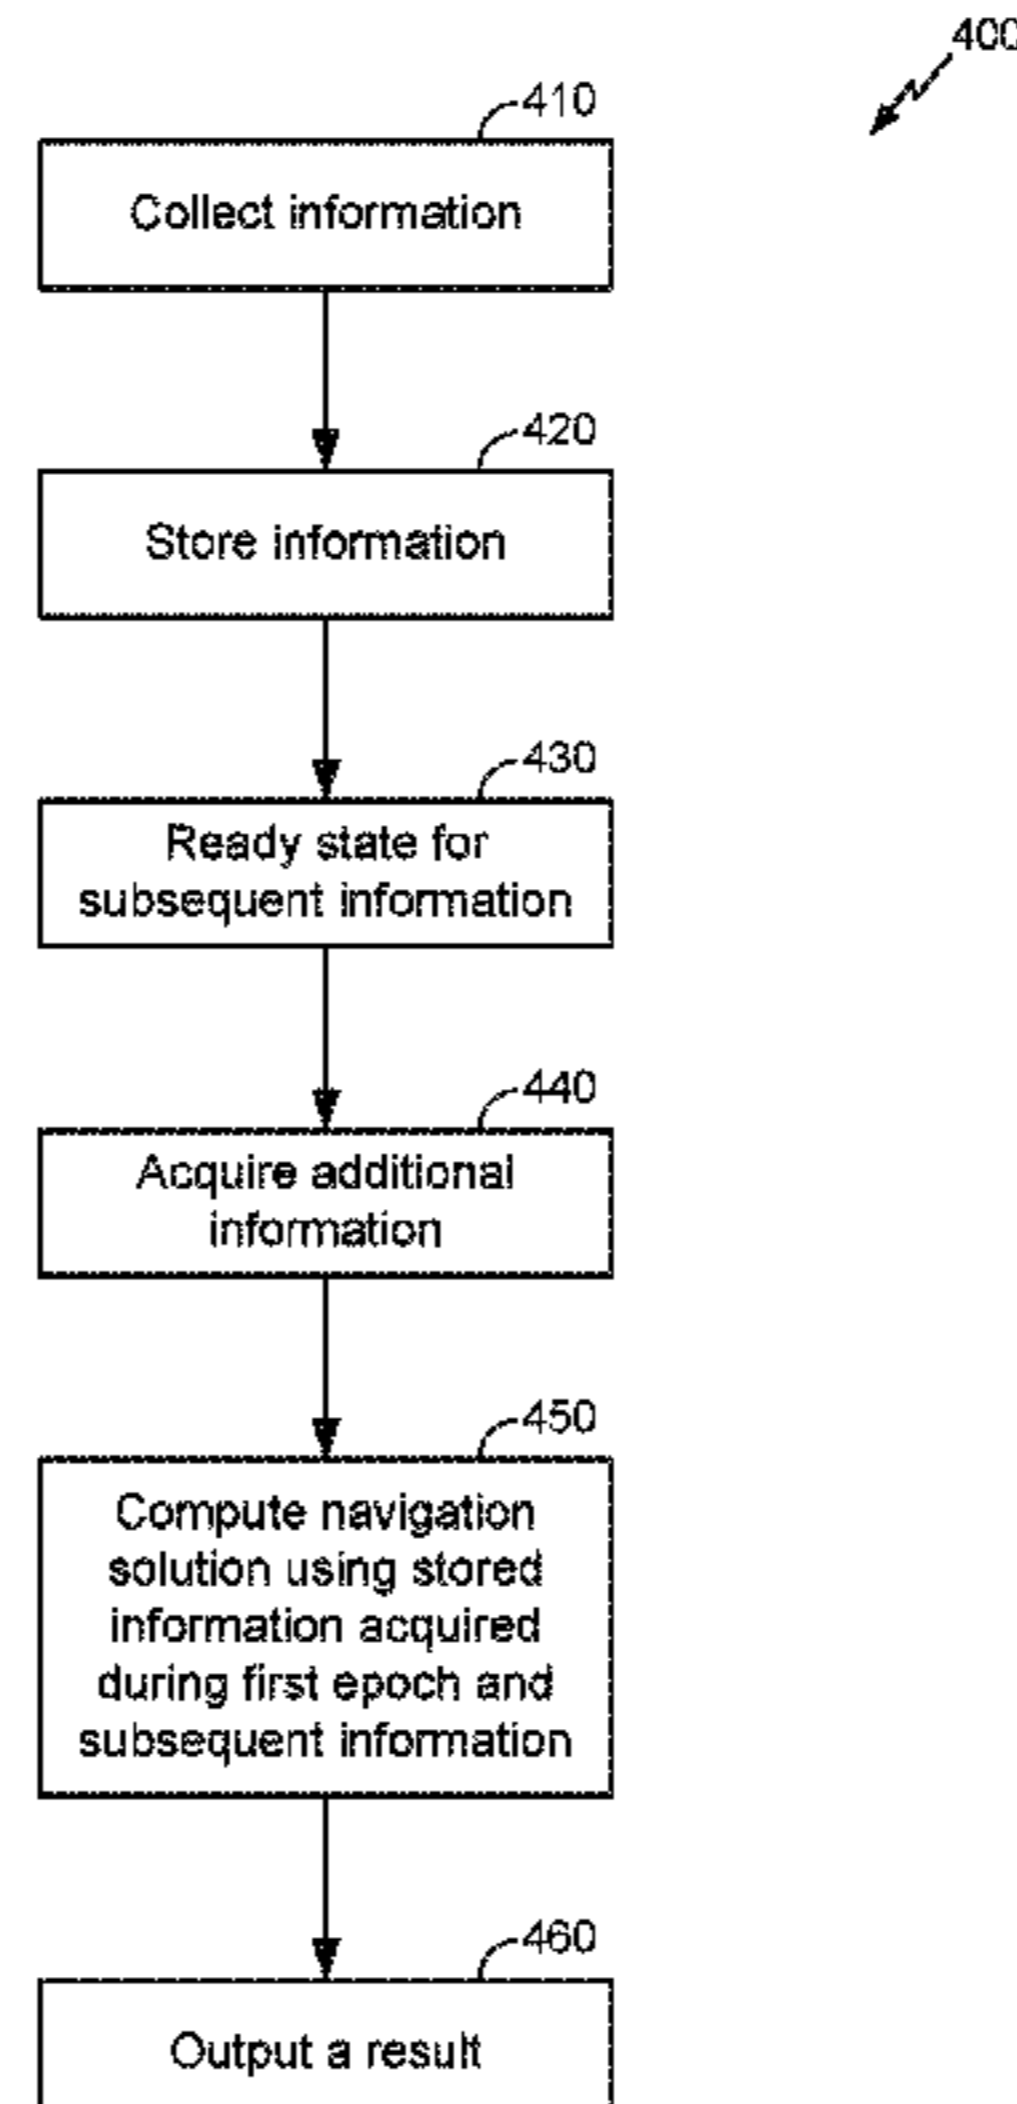 400
410
Collect information
420
Store information
430
Ready state for
subsequent information
440
Acquire additional
information
450
Compute navigation
solution using stored
information acquired
during first epoch and
subsequent information
460
Output a result